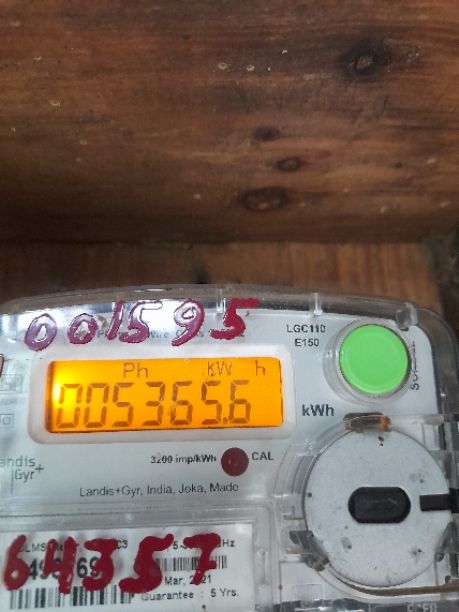 001595
LGC110
E150
Ph kW h
005365.6
kWh
3200 imp/kWh CAL
andis
Gyr+
Landis+Gyr, India, Joka, Made
64357
Mar, 2021
Guarantee : 5 Yrs.